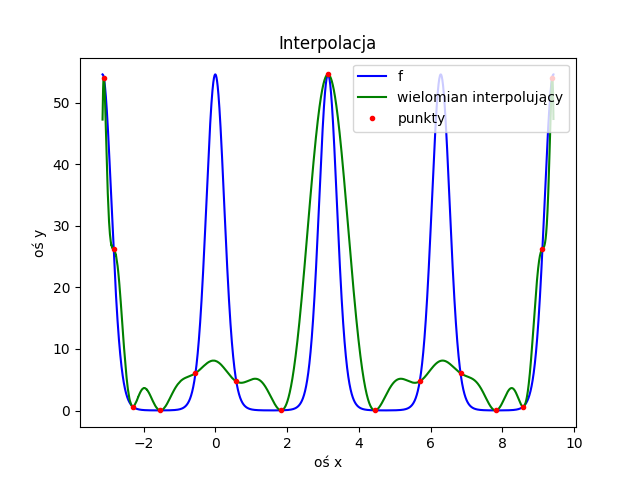 Interpolacja
f
wielomian interpolujący
punkty
oś y
50
40
30
20
10
0
−2
0
2
4
6
8
10
oś x